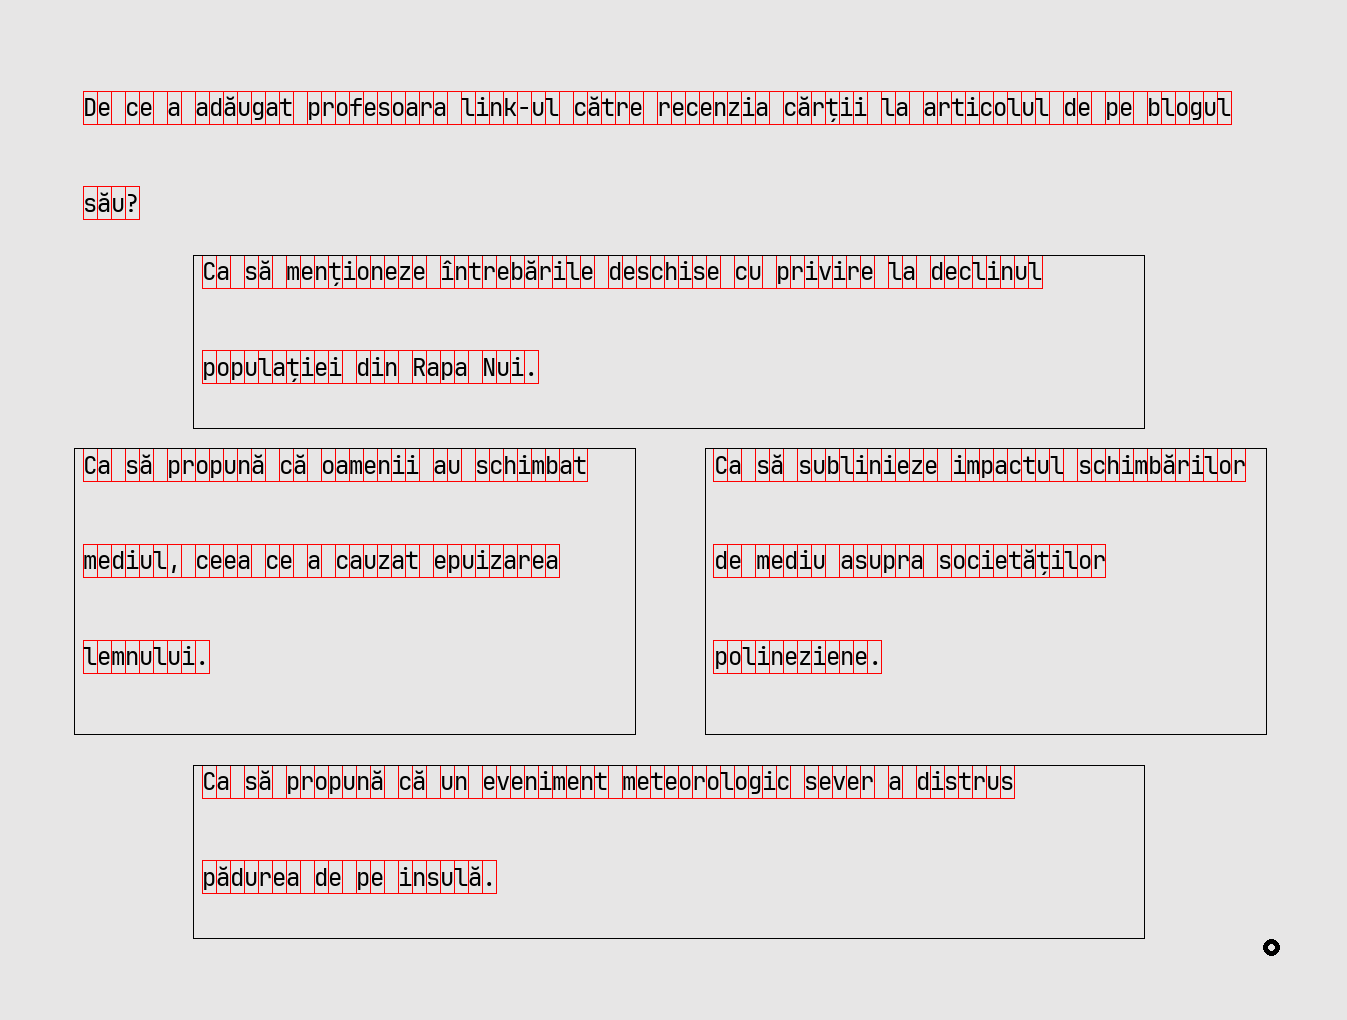 De ce a adăugat profesoara link-ul către recenzia cărții la articolul de pe blogul
său?
Ca să menționeze întrebările deschise cu privire la declinul
populației din Rapa Nui.
Ca să propună că oamenii au schimbat
mediul, ceea ce a cauzat epuizarea
lemnului.
Ca să sublinieze impactul schimbărilor
de mediu asupra societăților
polineziene.
Ca să propună că un eveniment meteorologic sever a distrus
pădurea de pe insulă.